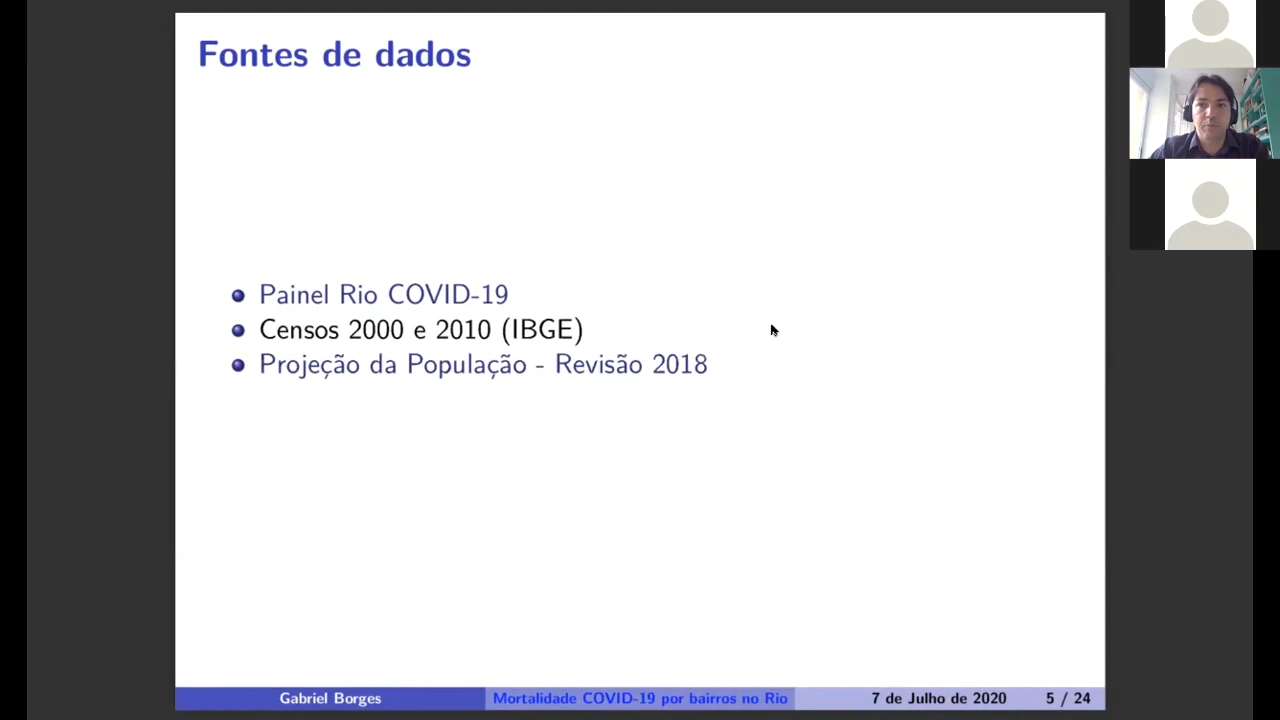 Fontes de dados
Painel Rio COVID-19
Censos 2000 e 2010 (IBGE)
Projeção da População - Revisão 2018
Gabriel Borges
Mortalidade COVID-19 por bairros no Rio
7 de Julho de 2020
5 / 24